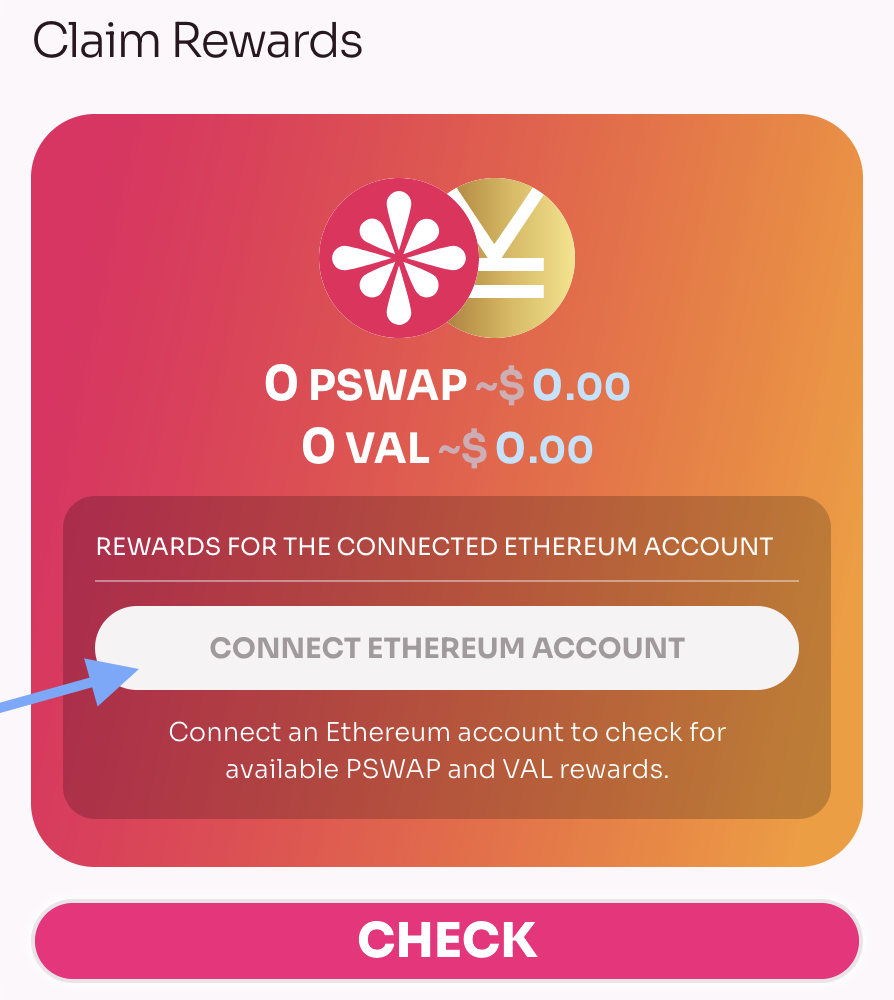 Claim Rewards
0 PSWAP ~$ 0.00
0 VAL ~$ 0.00
REWARDS FOR THE CONNECTED ETHEREUM ACCOUNT
CONNECT ETHEREUM ACCOUNT
Connect an Ethereum account to check for
available PSWAP and VAL rewards.
CHECK